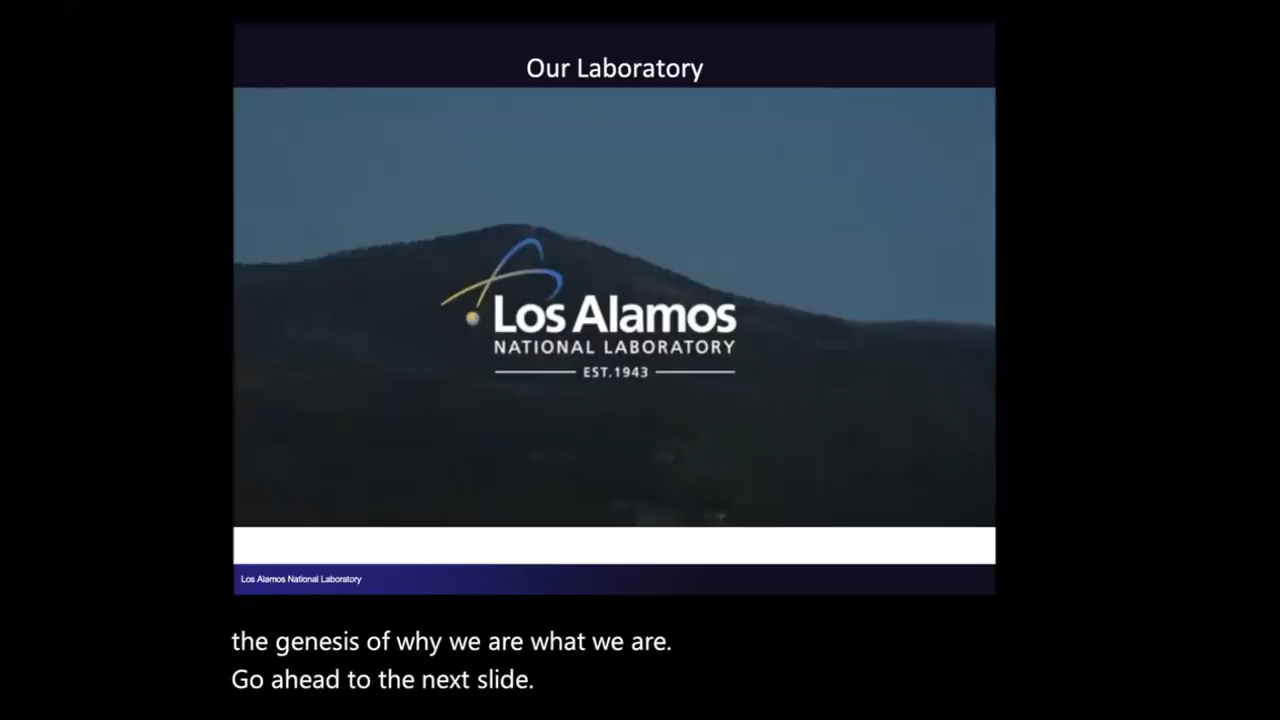 Our Laboratory
Los Alamos
NATIONAL LABORATORY
EST.1943
Los Alamos National Laboratory
the genesis of why we are what we are.
Go ahead to the next slide.